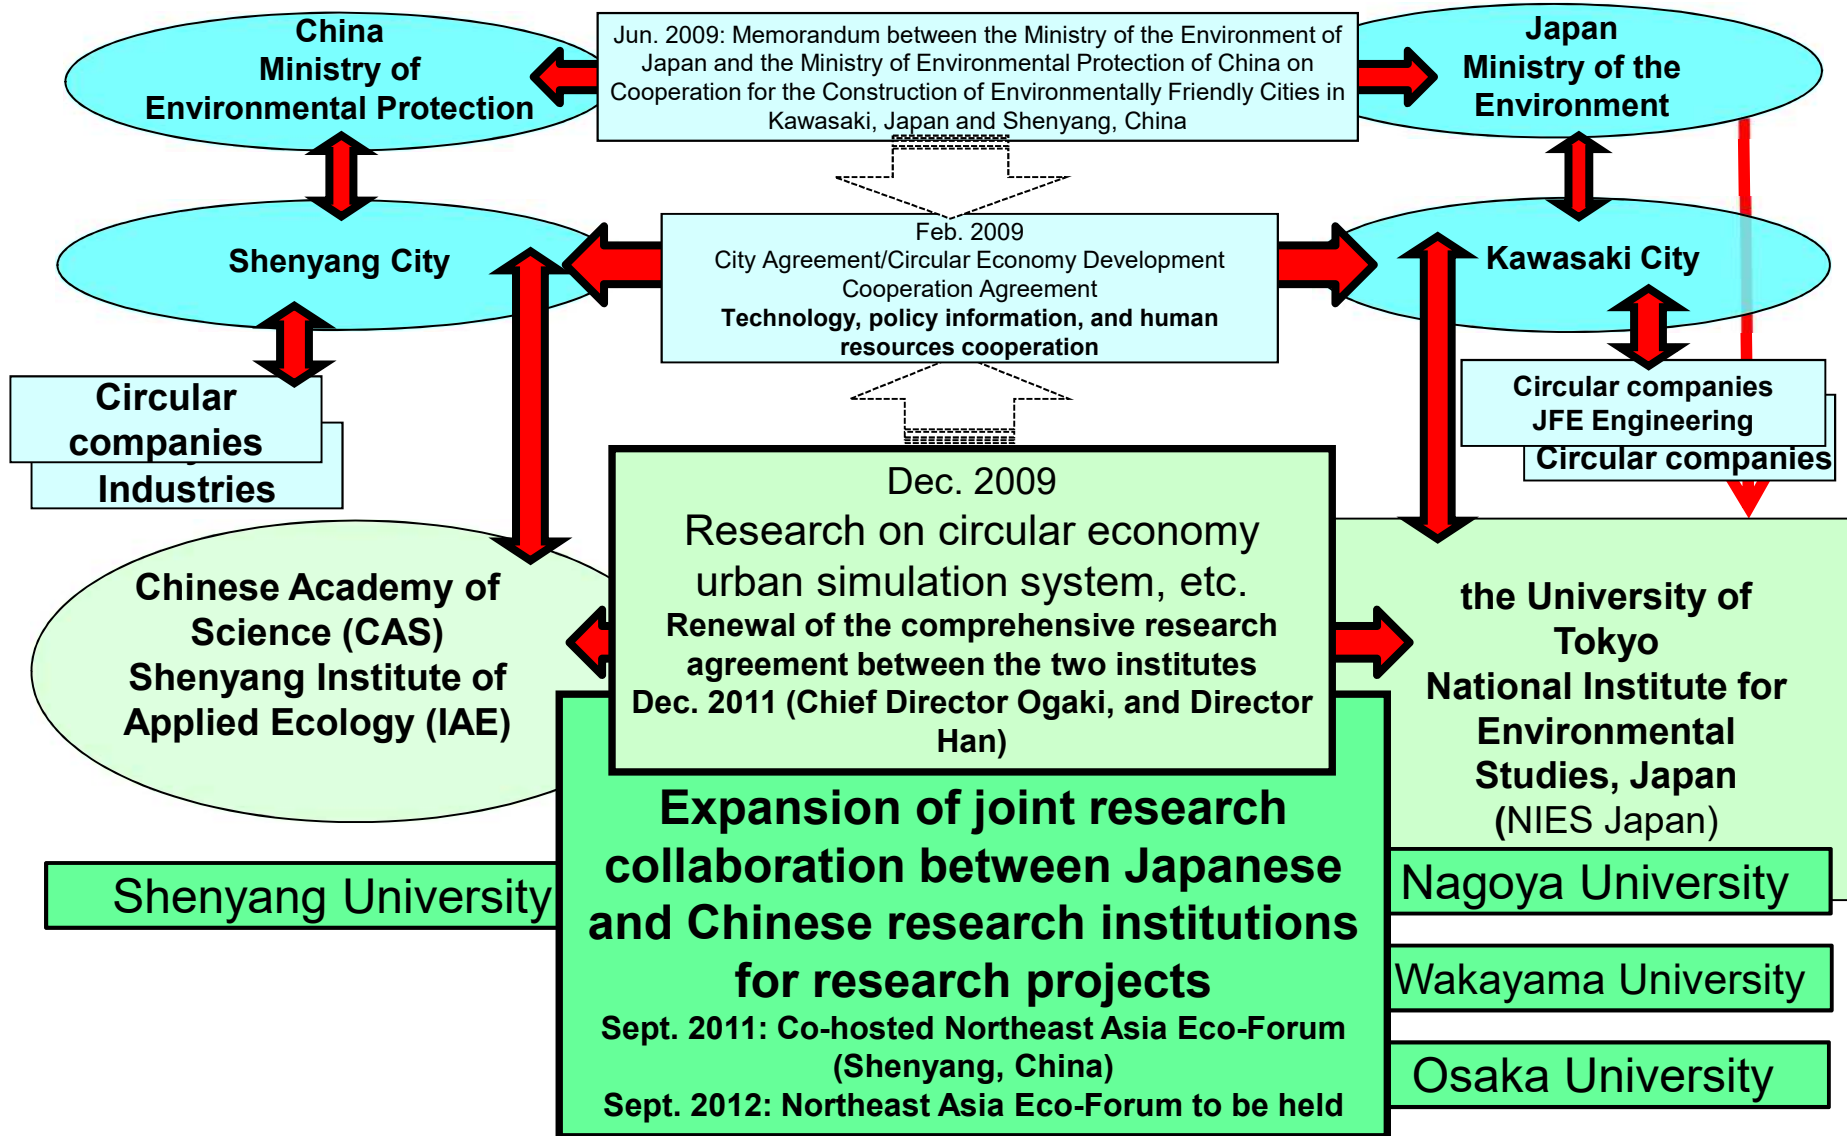 China
Ministry of
Environmental Protection
Jun. 2009: Memorandum between the Ministry of the Environment of
Japan and the Ministry of Environmental Protection of China on
Cooperation for the Construction of Environmentally Friendly Cities in
Kawasaki, Japan and Shenyang, China
Japan
Ministry of the
Environment
Shenyang City
Feb. 2009
City Agreement/Circular Economy Development
Cooperation Agreement
Technology, policy information, and human
resources cooperation
Kawasaki City
Circular
companies
Industries
Circular companies
JFE Engineering
Circular companies
Dec. 2009
Research on circular economy
urban simulation system, etc.
Renewal of the comprehensive research
agreement between the two institutes
Dec. 2011 (Chief Director Ogaki, and Director
Han)
Chinese Academy of
Science (CAS)
Shenyang Institute of
Applied Ecology (IAE)
the University of
Tokyo
National Institute for
Environmental
Studies, Japan
(NIES Japan)
Expansion of joint research
collaboration between Japanese
and Chinese research institutions
for research projects
Sept. 2011: Co-hosted Northeast Asia Eco-Forum
(Shenyang, China)
Sept. 2012: Northeast Asia Eco-Forum to be held
Shenyang University
Nagoya University
Wakayama University
Osaka University